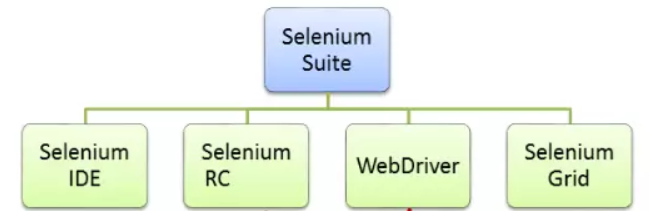 Selenium
Suite
Selenium
IDE
Selenium
RC
WebDriver
Selenium
Grid